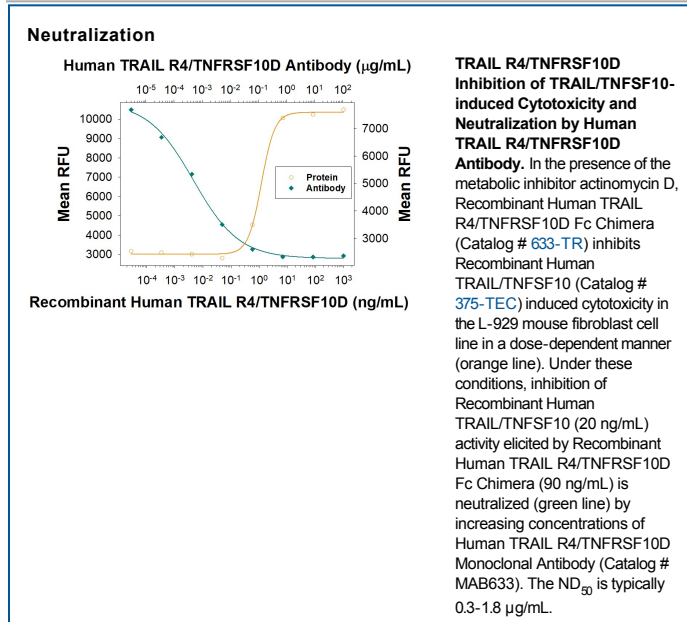 Neutralization
Human TRAIL R4/TNFRSF10D Antibody (μg/mL)
10⁻⁵ 10⁻⁴ 10⁻³ 10⁻² 10⁻¹ 10⁰ 10¹ 10²
Mean RFU
10000
9000
8000
7000
6000
5000
4000
3000
Protein
Antibody
7000
6000
5000
4000
3000
Mean RFU
10⁻⁴ 10⁻³ 10⁻² 10⁻¹ 10⁰ 10¹ 10² 10³
Recombinant Human TRAIL R4/TNFRSF10D (ng/mL)
TRAIL R4/TNFRSF10D
Inhibition of TRAIL/TNFSF10-
induced Cytotoxicity and
Neutralization by Human
TRAIL R4/TNFRSF10D
Antibody. In the presence of the
metabolic inhibitor actinomycin D,
Recombinant Human TRAIL
R4/TNFRSF10D Fc Chimera
(Catalog # 633-TR) inhibits
Recombinant Human
TRAIL/TNFSF10 (Catalog #
375-TEC) induced cytotoxicity in
the L-929 mouse fibroblast cell
line in a dose-dependent manner
(orange line). Under these
conditions, inhibition of
Recombinant Human
TRAIL/TNFSF10 (20 ng/mL)
activity elicited by Recombinant
Human TRAIL R4/TNFRSF10D
Fc Chimera (90 ng/mL) is
neutralized (green line) by
increasing concentrations of
Human TRAIL R4/TNFRSF10D
Monoclonal Antibody (Catalog #
MAB633). The ND₅₀ is typically
0.3-1.8 μg/mL.